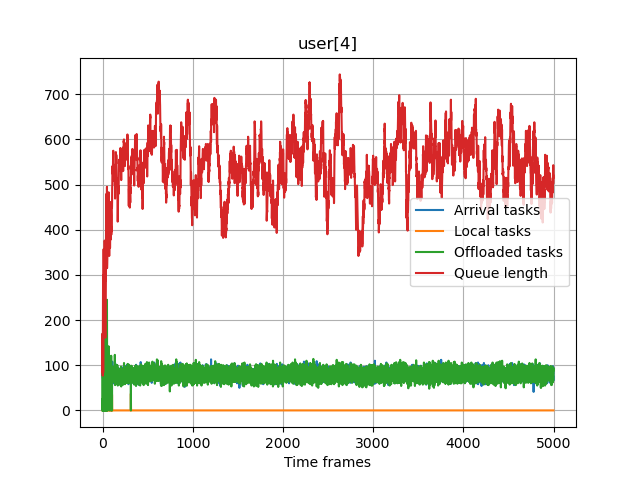 user[4]
700
600
500
400
300
200
100
0
Arrival tasks
Local tasks
Offloaded tasks
Queue length
0 1000 2000 3000 4000 5000
Time frames